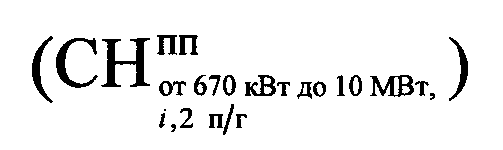 (СН ПП от 670 кВт до 10 МВт, )
i,2 п/г